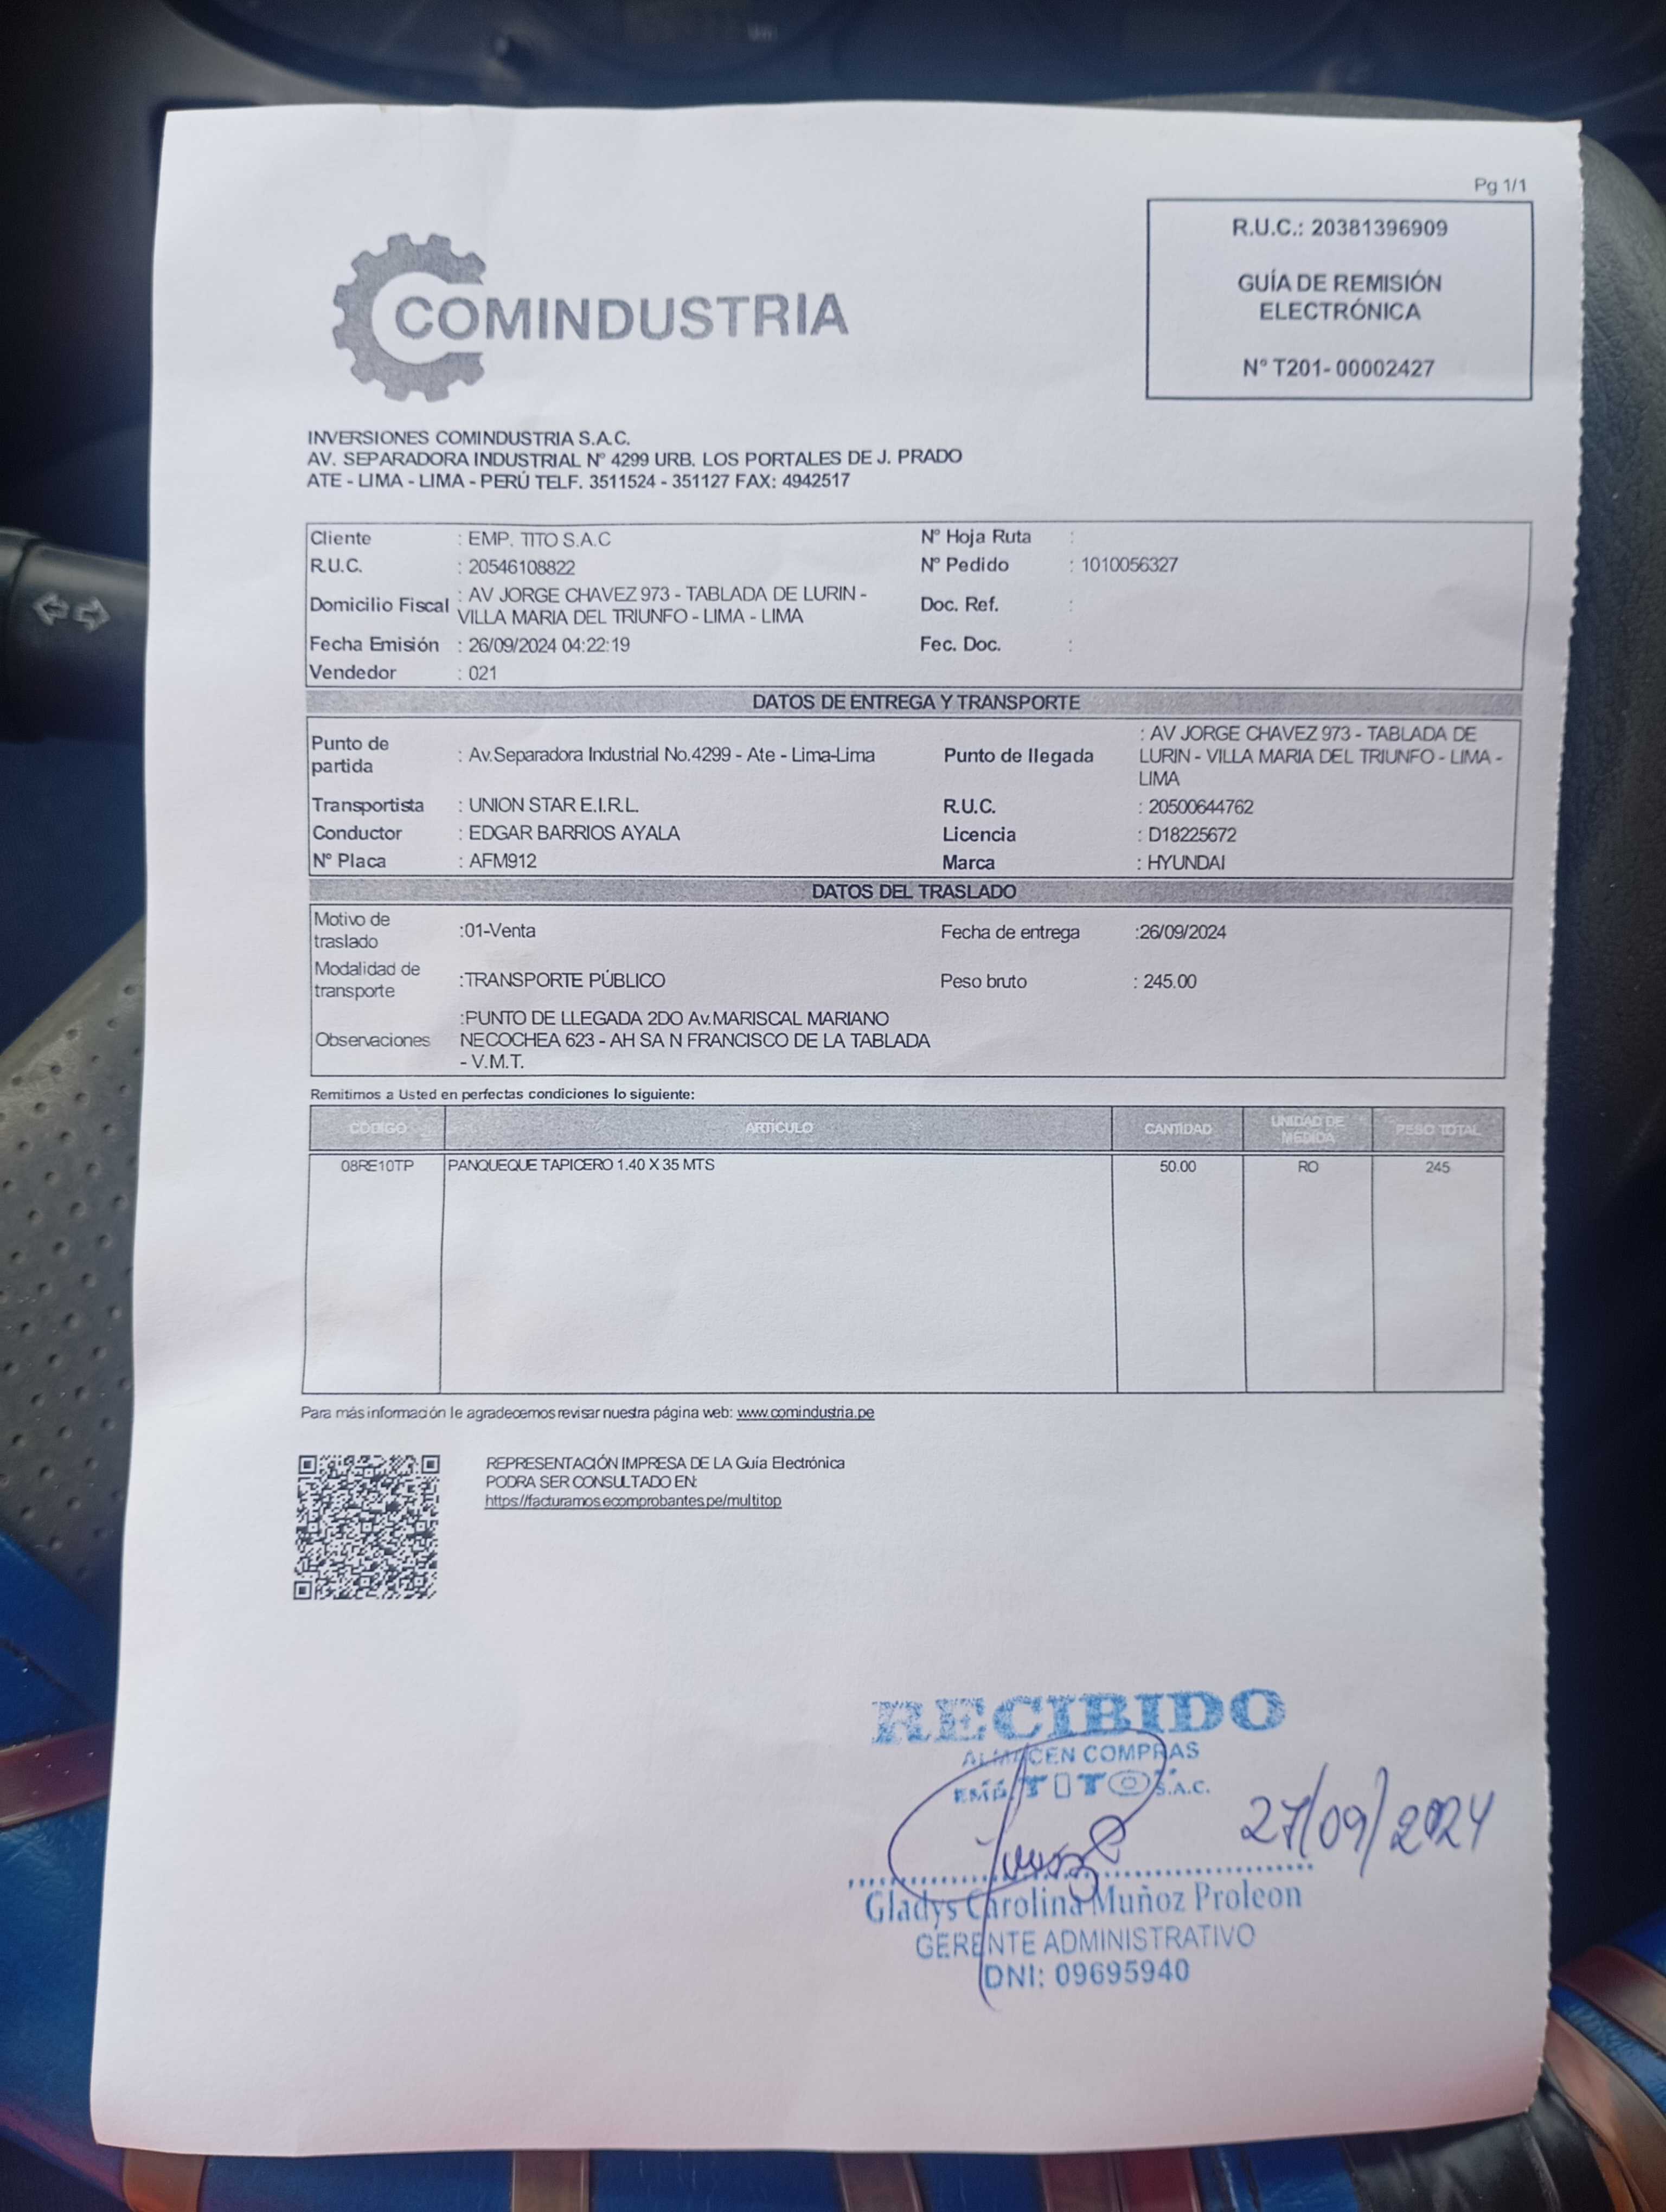 Pg 1/1
R.U.C.: 20381396909
GUÍA DE REMISIÓN
ELECTRÓNICA
N° T201- 00002427
COMINDUSTRIA
INVERSIONES COMINDUSTRIA S.A.C.
AV. SEPARADORA INDUSTRIAL N° 4299 URB. LOS PORTALES DE J. PRADO
ATE - LIMA - LIMA - PERÚ TELF. 3511524 - 351127 FAX: 4942517
Cliente : EMP. TITO S.A.C N° Hoja Ruta :
R.U.C. : 20546108822 N° Pedido : 1010056327
Domicilio Fiscal : AV JORGE CHAVEZ 973 - TABLADA DE LURIN - Doc. Ref. :
VILLA MARIA DEL TRIUNFO - LIMA - LIMA
Fecha Emisión : 26/09/2024 04:22:19 Fec. Doc. :
Vendedor : 021
DATOS DE ENTREGA Y TRANSPORTE
Punto de partida : Av.Separadora Industrial No.4299 - Ate - Lima-Lima
Punto de llegada : AV JORGE CHAVEZ 973 - TABLADA DE
LURIN - VILLA MARIA DEL TRIUNFO - LIMA -
LIMA
Transportista : UNION STAR E.I.R.L. R.U.C. : 20500644762
Conductor : EDGAR BARRIOS AYALA Licencia : D18225672
N° Placa : AFM912 Marca : HYUNDAI
DATOS DEL TRASLADO
Motivo de traslado :01-Venta Fecha de entrega :26/09/2024
Modalidad de transporte :TRANSPORTE PÚBLICO Peso bruto : 245.00
Observaciones :PUNTO DE LLEGADA 2DO Av.MARISCAL MARIANO
NECOCHEA 623 - AH SA N FRANCISCO DE LA TABLADA
- V.M.T.
Remitimos a Usted en perfectas condiciones lo siguiente:
CÓDIGO ARTÍCULO CANTIDAD UNIDAD DE MEDIDA PESO TOTAL
08RE10TP PANQUEQUE TAPICERO 1.40 X 35 MTS 50.00 RO 245
Para más información le agradecemos revisar nuestra página web: www.comindustria.pe
REPRESENTACIÓN IMPRESA DE LA Guía Electrónica
PODRA SER CONSULTADO EN:
https://facturamos.ecomprobantes.pe/multitop
RECIBIDO
ALMACEN COMPRAS
EMP. TITO S.A.C.
27/09/2024
Gladys Carolina Muñoz Proleon
GERENTE ADMINISTRATIVO
DNI: 09695940